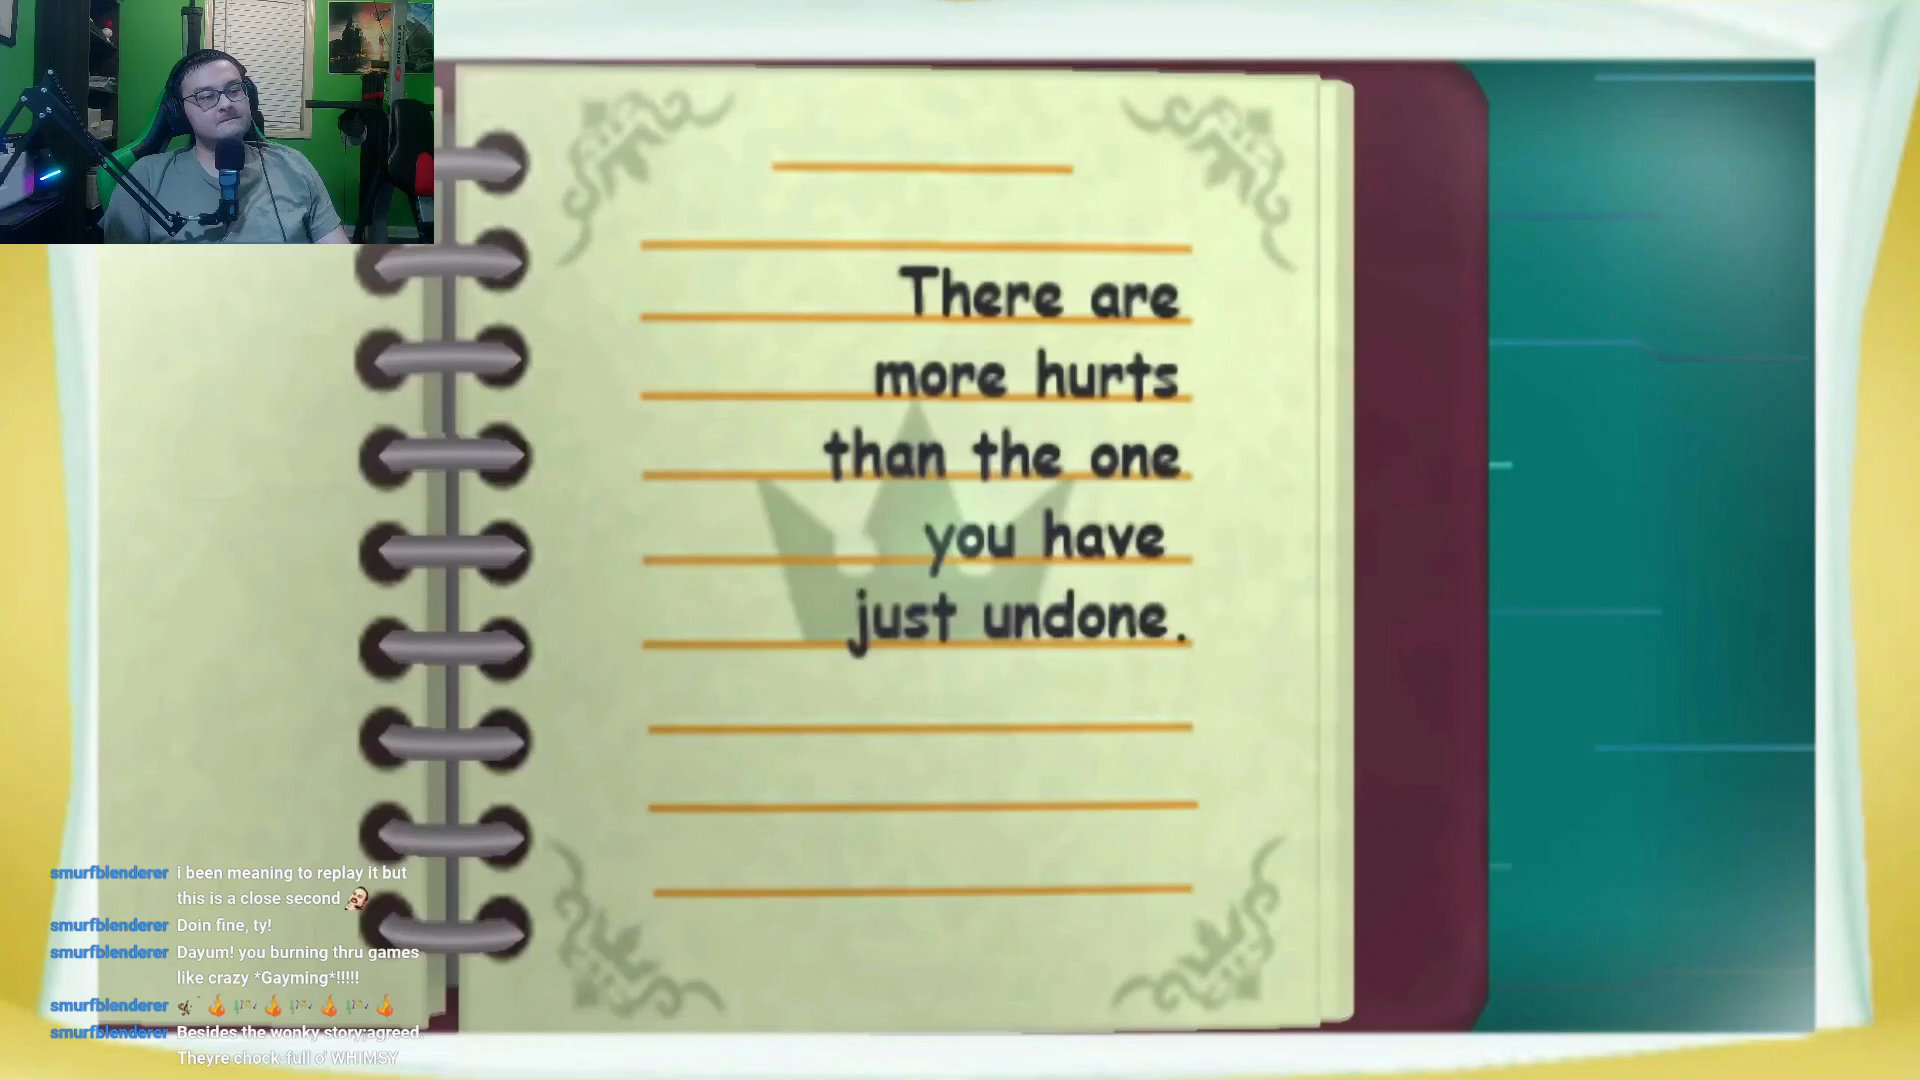 There are
more hurts
than the one
you have
just undone.
smurfblenderer i been meaning to replay it but
this is a close second
smurfblenderer Doin fine, ty!
smurfblenderer Dayum! you burning thru games
like crazy *Gayming*!!!!!
smurfblenderer
smurfblenderer Besides the wonky story,agreed.
Theyre chock-full o' WHIMSY